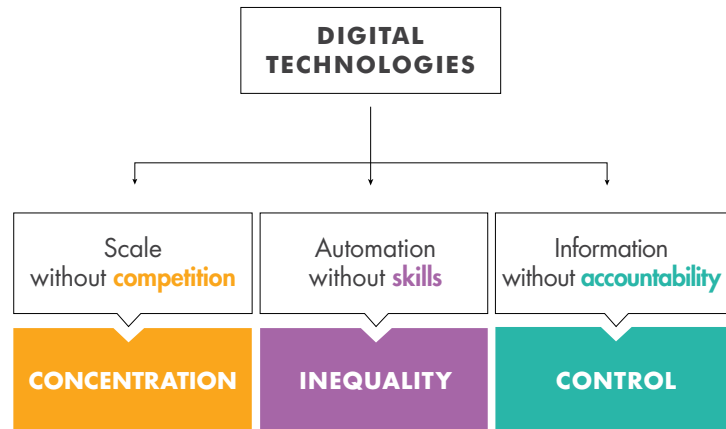 DIGITAL
TECHNOLOGIES
Scale
without competition
Automation
without skills
Information
without accountability
CONCENTRATION
INEQUALITY
CONTROL